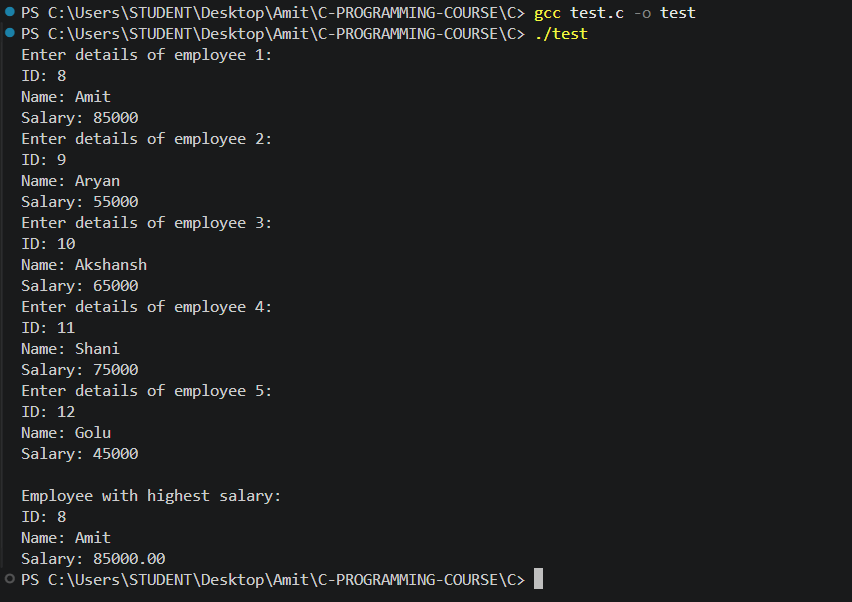 PS C:\Users\STUDENT\Desktop\Amit\C-PROGRAMMING-COURSE\C> gcc test.c -o test
PS C:\Users\STUDENT\Desktop\Amit\C-PROGRAMMING-COURSE\C> ./test
Enter details of employee 1:
ID: 8
Name: Amit
Salary: 85000
Enter details of employee 2:
ID: 9
Name: Aryan
Salary: 55000
Enter details of employee 3:
ID: 10
Name: Akshansh
Salary: 65000
Enter details of employee 4:
ID: 11
Name: Shani
Salary: 75000
Enter details of employee 5:
ID: 12
Name: Golu
Salary: 45000

Employee with highest salary:
ID: 8
Name: Amit
Salary: 85000.00
PS C:\Users\STUDENT\Desktop\Amit\C-PROGRAMMING-COURSE\C>